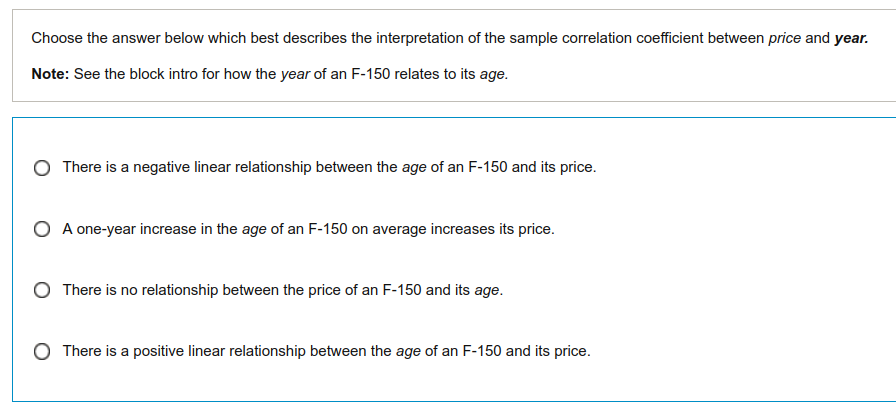 Choose the answer below which best describes the interpretation of the sample correlation coefficient between price and year.
Note: See the block intro for how the year of an F-150 relates to its age.
There is a negative linear relationship between the age of an F-150 and its price.
A one-year increase in the age of an F-150 on average increases its price.
There is no relationship between the price of an F-150 and its age.
There is a positive linear relationship between the age of an F-150 and its price.